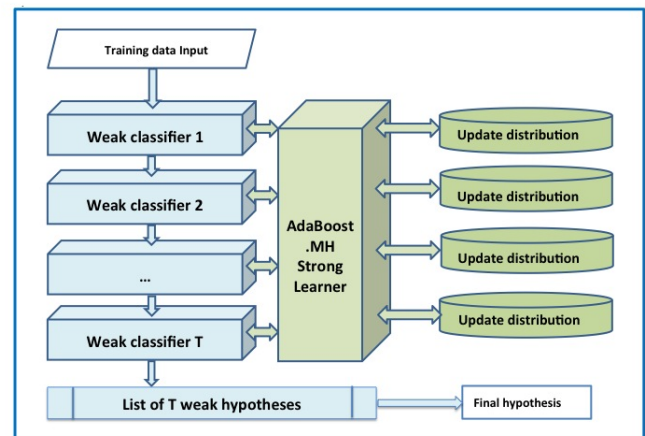 Training data Input
Weak classifier 1
Weak classifier 2
...
Weak classifier T
AdaBoost
.MH
Strong
Learner
Update distribution
Update distribution
Update distribution
Update distribution
List of T weak hypotheses
Final hypothesis